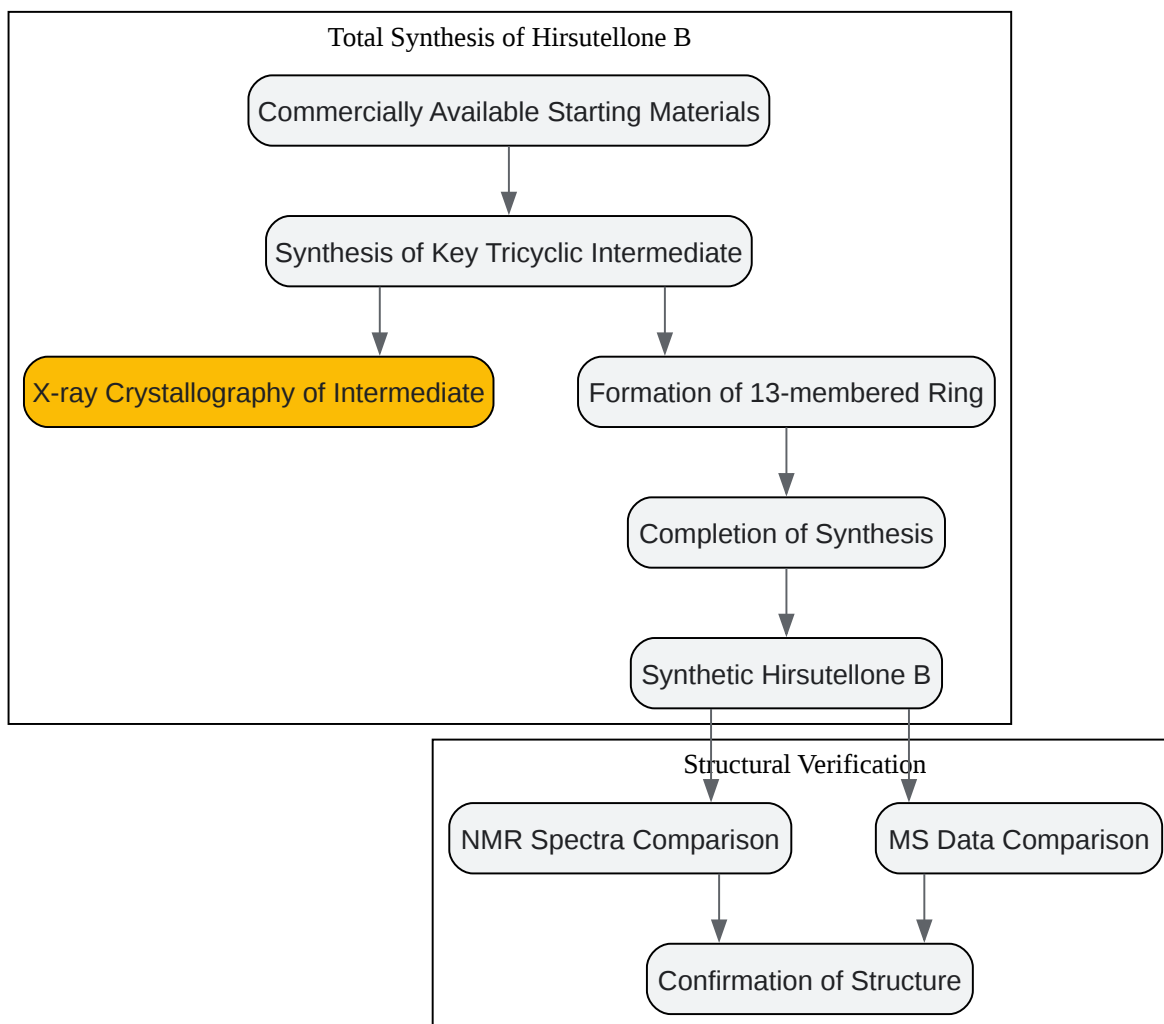 Total Synthesis of Hirsutellone B
Commercially Available Starting Materials
Synthesis of Key Tricyclic Intermediate
X-ray Crystallography of Intermediate
Formation of 13-membered Ring
Completion of Synthesis
Synthetic Hirsutellone B
Structural Verification
NMR Spectra Comparison
MS Data Comparison
Confirmation of Structure